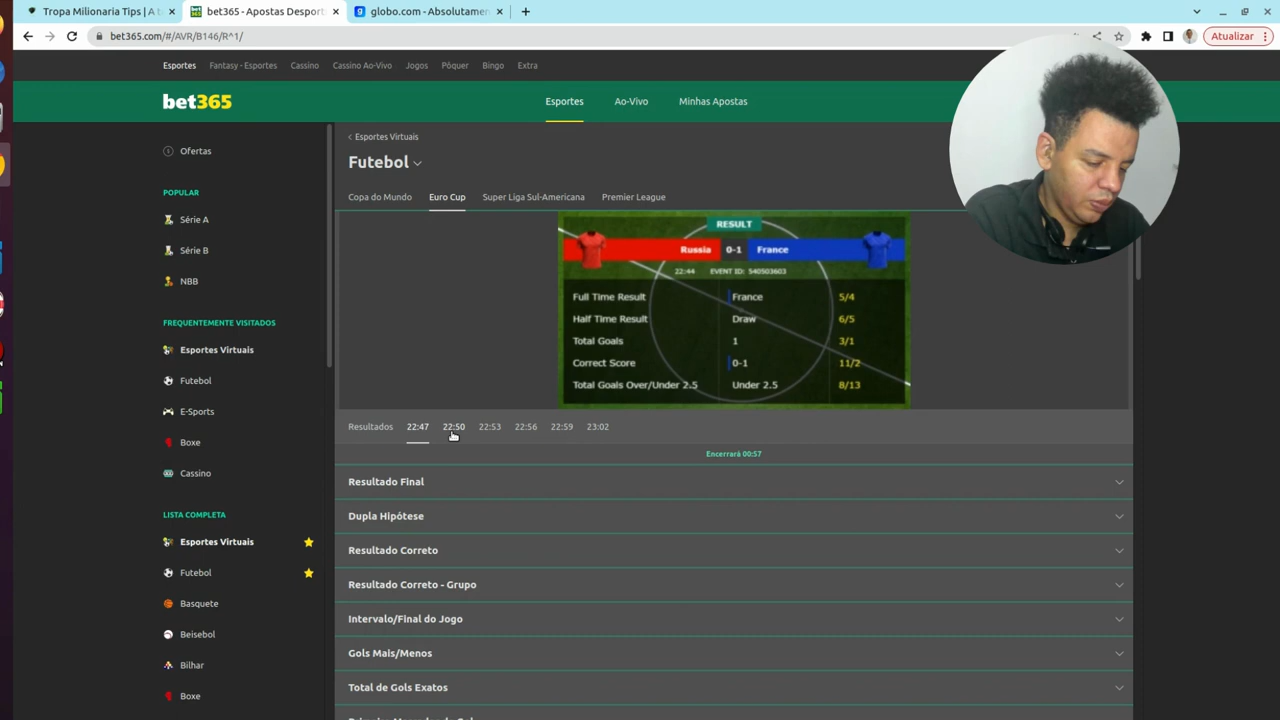 Tropa Milionaria Tips | A b
bet365 - Apostas Desport
globo.com - Absolutamen
bet365.com/#/AVR/B146/R^1/
Atualizar
Esportes
Fantasy - Esportes
Cassino
Cassino Ao-Vivo
Jogos
Pôquer
Bingo
Extra
bet365
Esportes
Ao-Vivo
Minhas Apostas
Ofertas
POPULAR
Série A
Série B
NBB
FREQUENTEMENTE VISITADOS
Esportes Virtuais
Futebol
E-Sports
Boxe
Cassino
LISTA COMPLETA
Esportes Virtuais
Futebol
Basquete
Beisebol
Bilhar
Boxe
Esportes Virtuais
Futebol
Copa do Mundo
Euro Cup
Super Liga Sul-Americana
Premier League
RESULT
Russia 0-1 France
22:44 EVENT ID: 540503603
Full Time Result France 5/4
Half Time Result Draw 6/5
Total Goals 1 3/1
Correct Score 0-1 11/2
Total Goals Over/Under 2.5 Under 2.5 8/13
Resultados 22:47 22:50 22:53 22:56 22:59 23:02
Encerrará 00:57
Resultado Final
Dupla Hipótese
Resultado Correto
Resultado Correto - Grupo
Intervalo/Final do Jogo
Gols Mais/Menos
Total de Gols Exatos